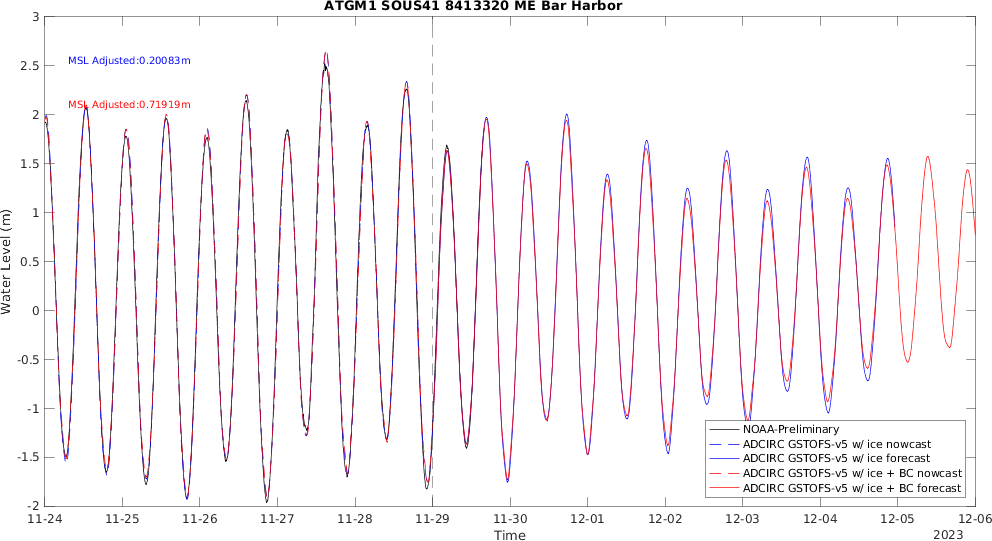 ATGM1 SOUS41 8413320 ME Bar Harbor
MSL Adjusted:0.20083m
MSL Adjusted:0.71919m
Water Level (m)
3
2.5
2
1.5
1
0.5
0
-0.5
-1
-1.5
-2
NOAA-Preliminary
ADCIRC GSTOFS-v5 w/ ice nowcast
ADCIRC GSTOFS-v5 w/ ice forecast
ADCIRC GSTOFS-v5 w/ ice + BC nowcast
ADCIRC GSTOFS-v5 w/ ice + BC forecast
11-24 11-25 11-26 11-27 11-28 11-29 11-30 12-01 12-02 12-03 12-04 12-05 12-06
Time
2023